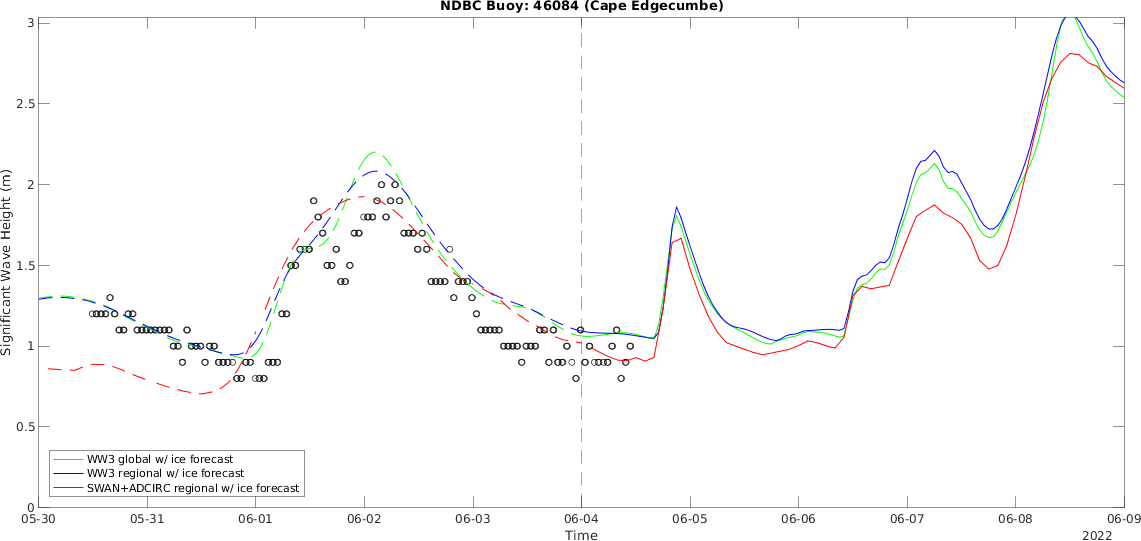 NDBC Buoy: 46084 (Cape Edgecumbe)
Significant Wave Height (m)
3
2.5
2
1.5
1
0.5
0
WW3 global w/ ice forecast
WW3 regional w/ ice forecast
SWAN+ADCIRC regional w/ ice forecast
05-30 05-31 06-01 06-02 06-03 06-04 06-05 06-06 06-07 06-08 06-09
Time
2022